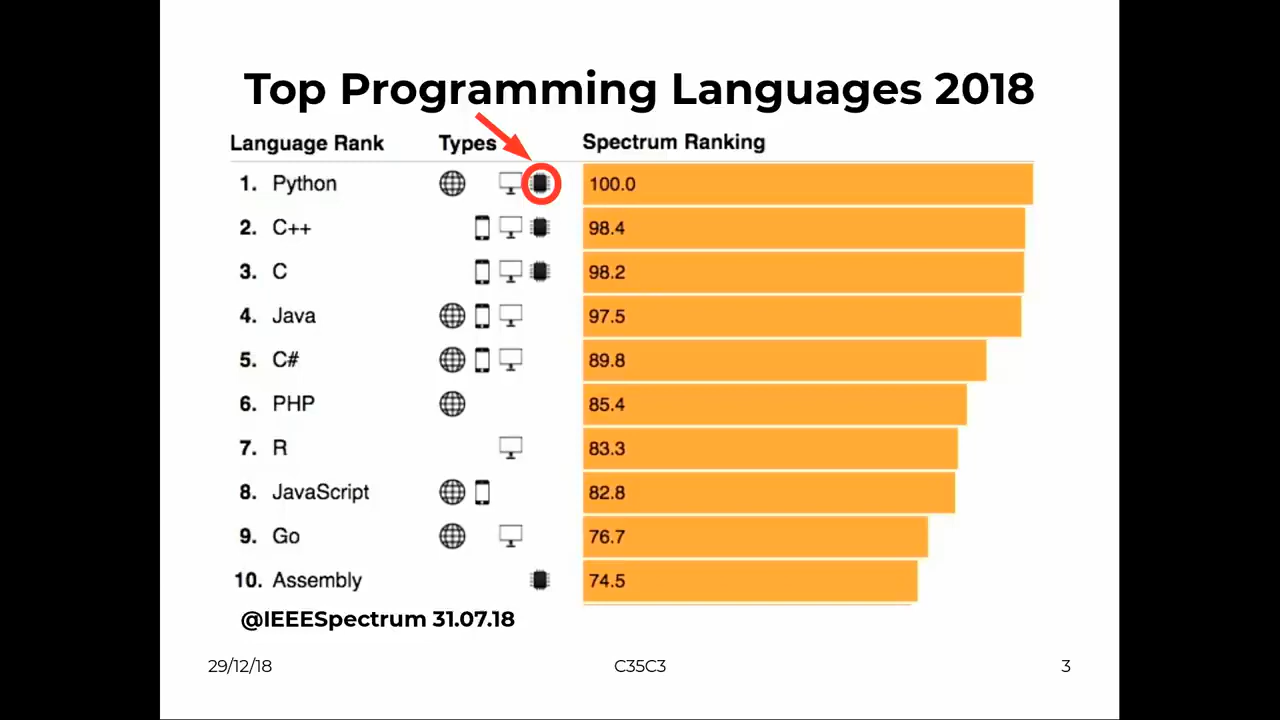 Top Programming Languages 2018
Language Rank Types Spectrum Ranking
1. Python 100.0
2. C++ 98.4
3. C 98.2
4. Java 97.5
5. C# 89.8
6. PHP 85.4
7. R 83.3
8. JavaScript 82.8
9. Go 76.7
10. Assembly 74.5
@IEEESpectrum 31.07.18
29/12/18 C35C3 3